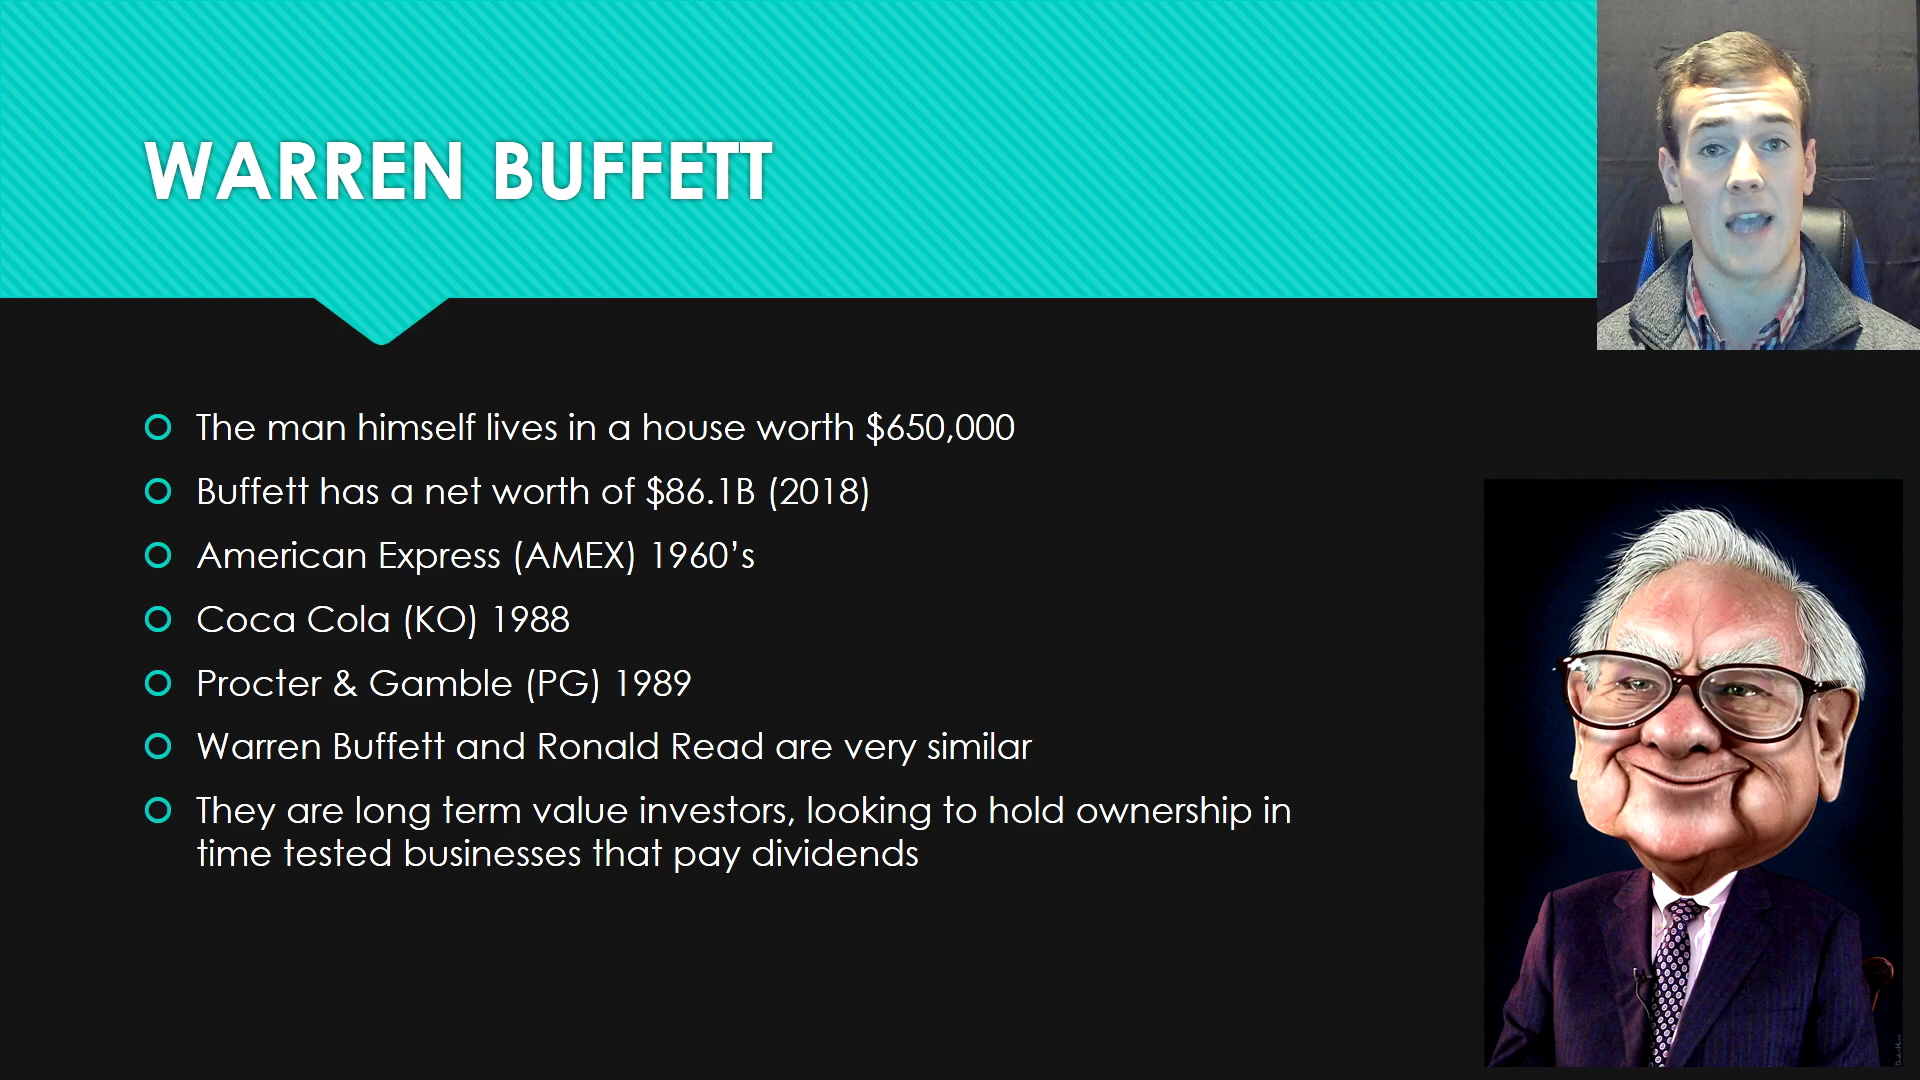 WARREN BUFFETT
The man himself lives in a house worth $650,000
Buffett has a net worth of $86.1B (2018)
American Express (AMEX) 1960’s
Coca Cola (KO) 1988
Procter & Gamble (PG) 1989
Warren Buffett and Ronald Read are very similar
They are long term value investors, looking to hold ownership in
time tested businesses that pay dividends